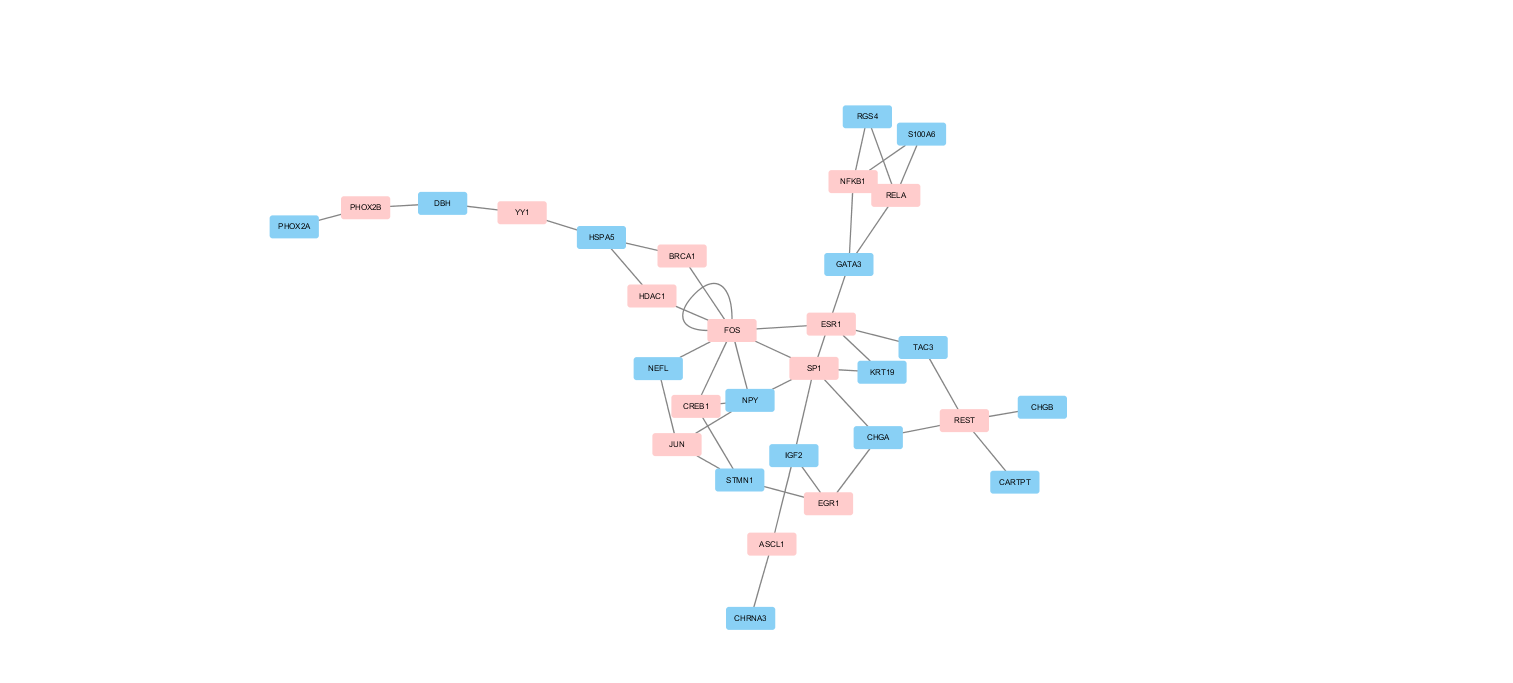 RGS4
S100A6
NFKB1
RELA
DBH
PHOX2B
YY1
PHOX2A
HSPA5
BRCA1
GATA3
HDAC1
ESR1
FOS
TAC3
NEFL
SP1
KRT19
NPY
CREB1
CHGB
REST
CHGA
JUN
IGF2
STMN1
CARTPT
EGR1
ASCL1
CHRNA3